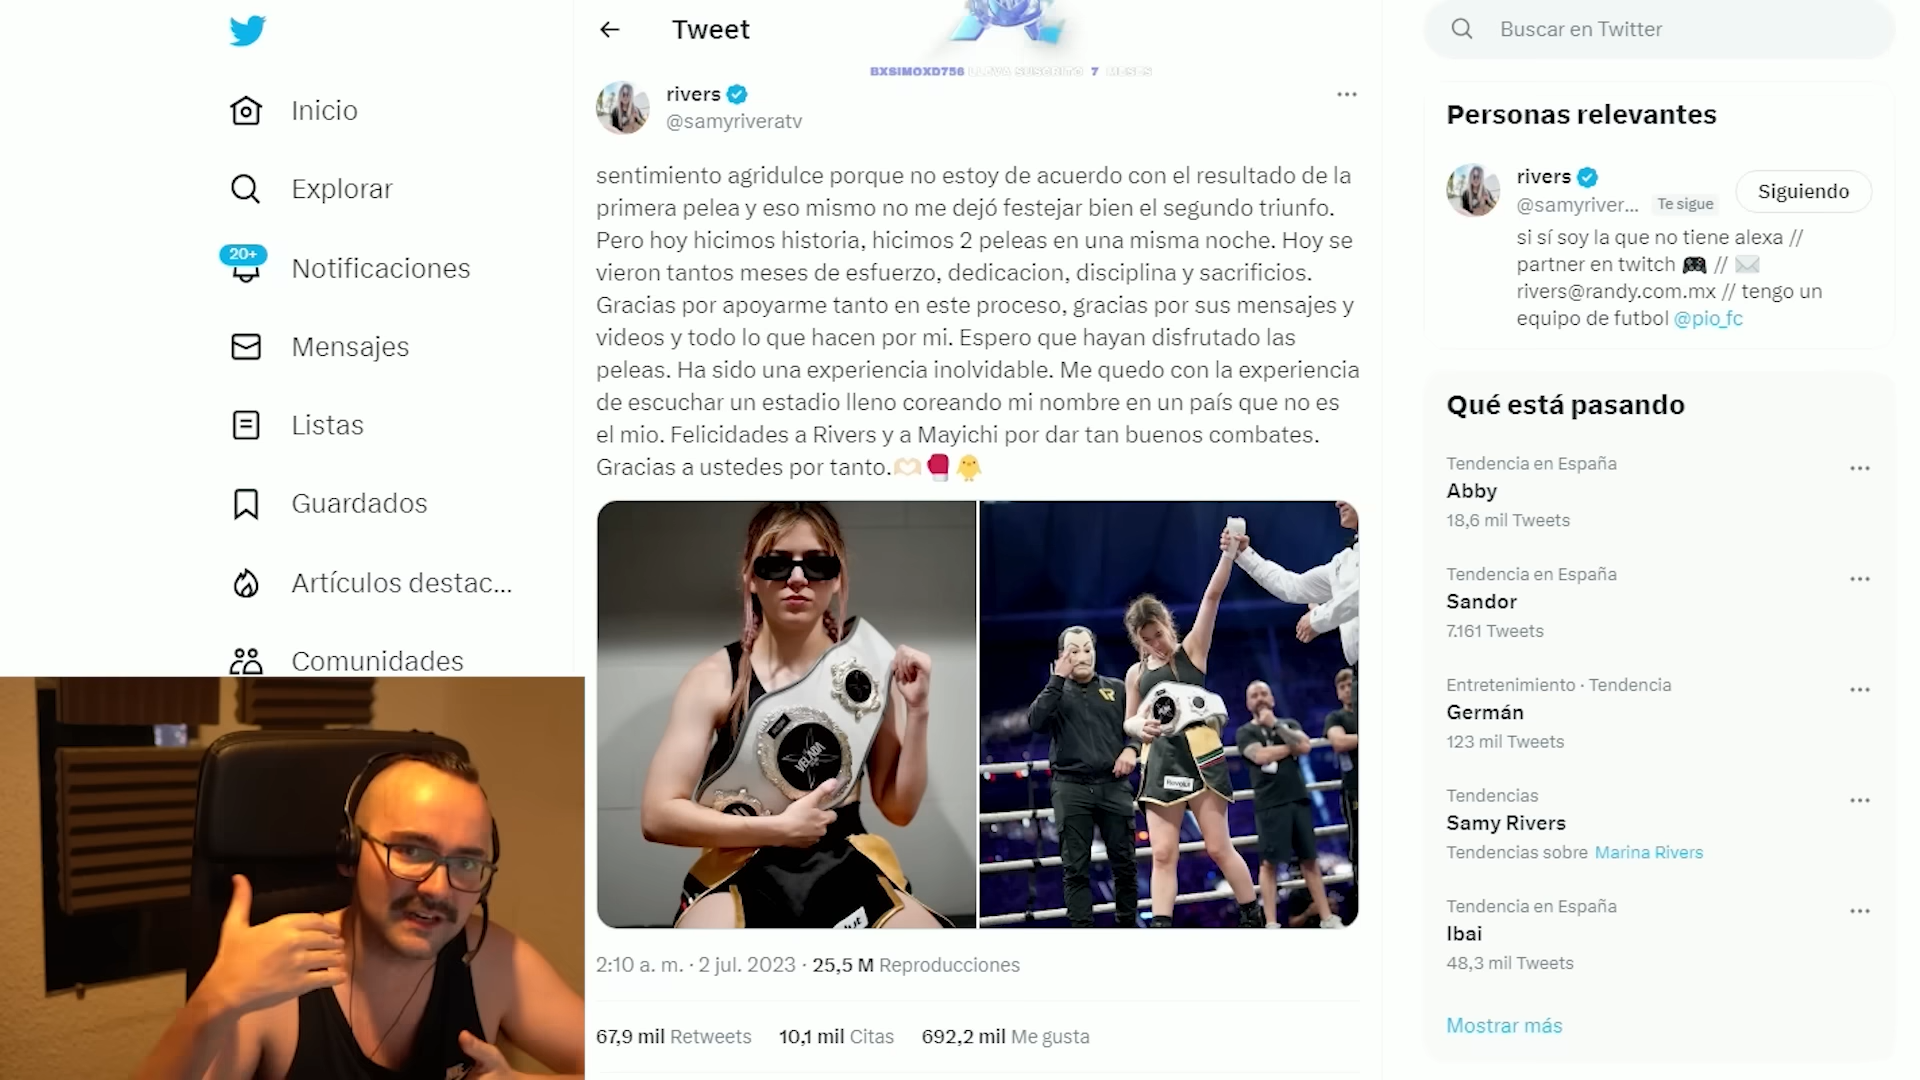 Tweet
BXSIMOXD756 LLEVA SUSCRITO 7 MESES
Inicio
Explorar
20+
Notificaciones
Mensajes
Listas
Guardados
Artículos destac...
Comunidades
rivers
@samyriveratv
sentimiento agridulce porque no estoy de acuerdo con el resultado de la
primera pelea y eso mismo no me dejó festejar bien el segundo triunfo.
Pero hoy hicimos historia, hicimos 2 peleas en una misma noche. Hoy se
vieron tantos meses de esfuerzo, dedicacion, disciplina y sacrificios.
Gracias por apoyarme tanto en este proceso, gracias por sus mensajes y
videos y todo lo que hacen por mi. Espero que hayan disfrutado las
peleas. Ha sido una experiencia inolvidable. Me quedo con la experiencia
de escuchar un estadio lleno coreando mi nombre en un país que no es
el mio. Felicidades a Rivers y a Mayichi por dar tan buenos combates.
Gracias a ustedes por tanto.🫶🏻🥊🐥
VELADA
Revolut
2:10 a. m. · 2 jul. 2023 · 25,5 M Reproducciones
67,9 mil Retweets 10,1 mil Citas 692,2 mil Me gusta
Buscar en Twitter
Personas relevantes
rivers
@samyriver... Te sigue
Siguiendo
si sí soy la que no tiene alexa //
partner en twitch 🎮 // ✉️
rivers@randy.com.mx // tengo un
equipo de futbol @pio_fc
Qué está pasando
Tendencia en España
Abby
18,6 mil Tweets
Tendencia en España
Sandor
7.161 Tweets
Entretenimiento · Tendencia
Germán
123 mil Tweets
Tendencias
Samy Rivers
Tendencias sobre Marina Rivers
Tendencia en España
Ibai
48,3 mil Tweets
Mostrar más